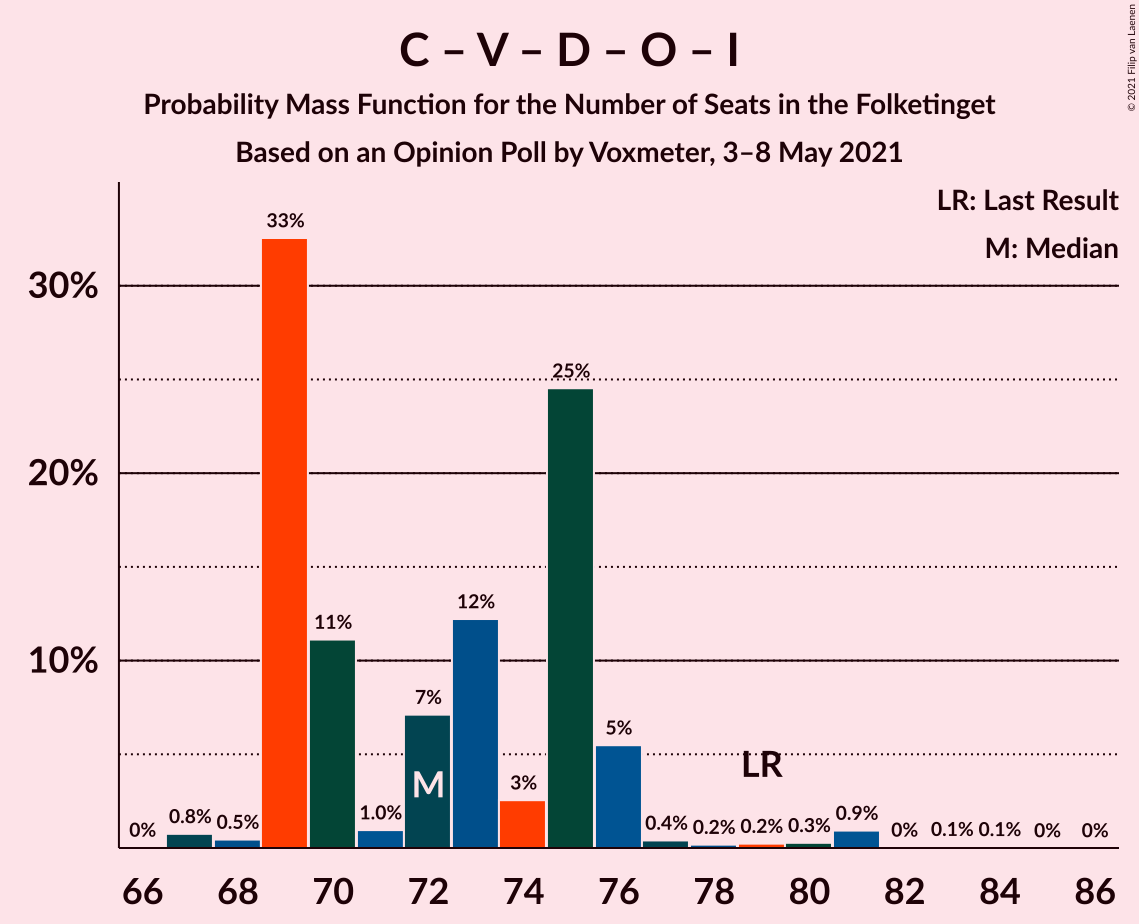 C – V – D – O – I
Probability Mass Function for the Number of Seats in the Folketinget
Based on an Opinion Poll by Voxmeter, 3–8 May 2021
© 2021 Filip van Laenen
LR: Last Result
M: Median
30%
20%
10%
0%
0.8%
0.5%
33%
11%
1.0%
7%
12%
3%
25%
5%
0.4%
0.2%
0.2%
0.3%
0.9%
0%
0.1%
0.1%
0%
0%
M
LR
66 68 70 72 74 76 78 80 82 84 86